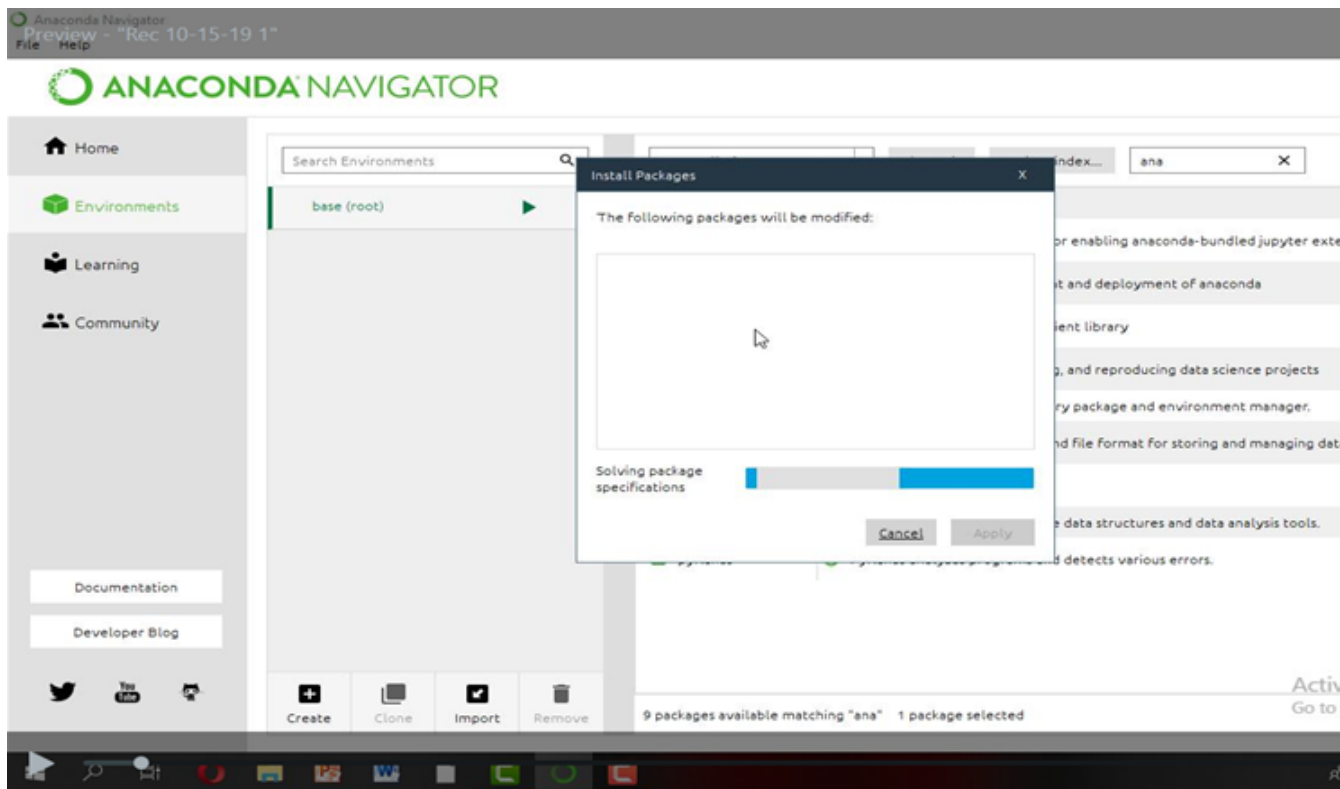 Anaconda Navigator
Preview - "Rec 10-15-19 1"
File Help
ANACONDA NAVIGATOR
Home
Environments
Learning
Community
Documentation
Developer Blog
You
Tube
Search Environments
base (root)
Create
Clone
Import
Remove
index...
ana
X
Install Packages
X
The following packages will be modified:
Solving package
specifications
Cancel
Apply
or enabling anaconda-bundled jupyter exte
t and deployment of anaconda
ient library
g, and reproducing data science projects
ry package and environment manager.
nd file format for storing and managing dat
e data structures and data analysis tools.
d detects various errors.
9 packages available matching "ana" 1 package selected
Activ
Go to